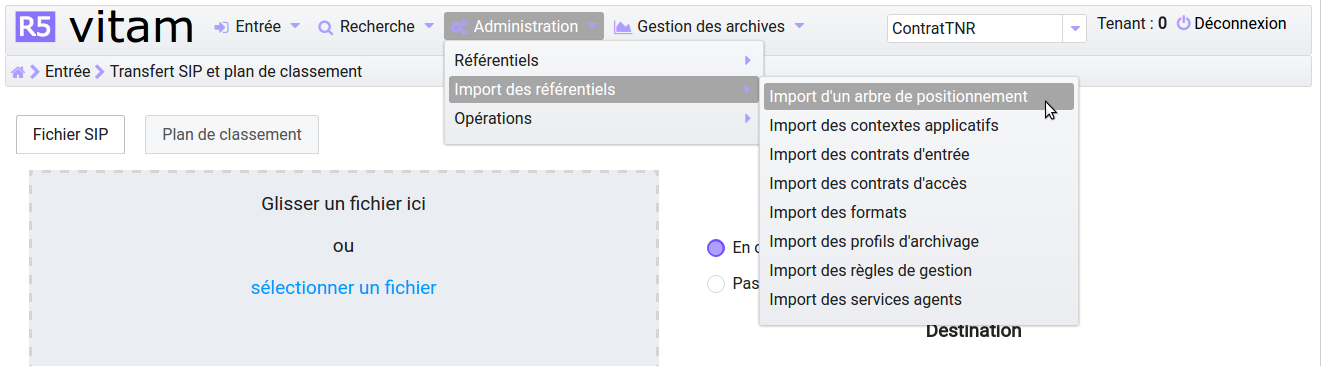 R5 vitam Entrée Recherche Administration Gestion des archives ContratTNR Tenant : 0 Déconnexion
Entrée Transfert SIP et plan de classement
Référentiels
Import des référentiels
Opérations
Import d'un arbre de positionnement
Import des contextes applicatifs
Import des contrats d'entrée
Import des contrats d'accès
Import des formats
Import des profils d'archivage
Import des règles de gestion
Import des services agents
Fichier SIP Plan de classement
Glisser un fichier ici
ou
sélectionner un fichier
En
Pas
Destination